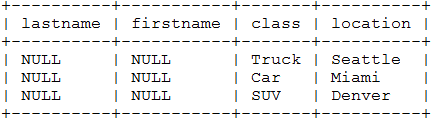 +----------+-----------+-------+----------+
| lastname | firstname | class | location |
+----------+-----------+-------+----------+
| NULL     | NULL      | Truck | Seattle  |
| NULL     | NULL      | Car   | Miami    |
| NULL     | NULL      | SUV   | Denver   |
+----------+-----------+-------+----------+